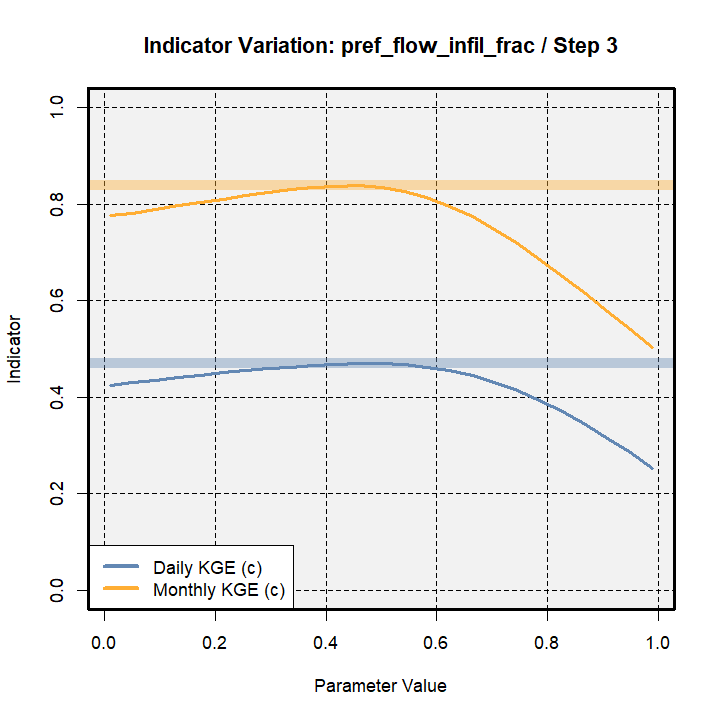 Indicator Variation: pref_flow_infil_frac / Step 3
1.0
0.8
0.6
0.4
0.2
0.0
Indicator
Daily KGE (c)
Monthly KGE (c)
0.0 0.2 0.4 0.6 0.8 1.0
Parameter Value